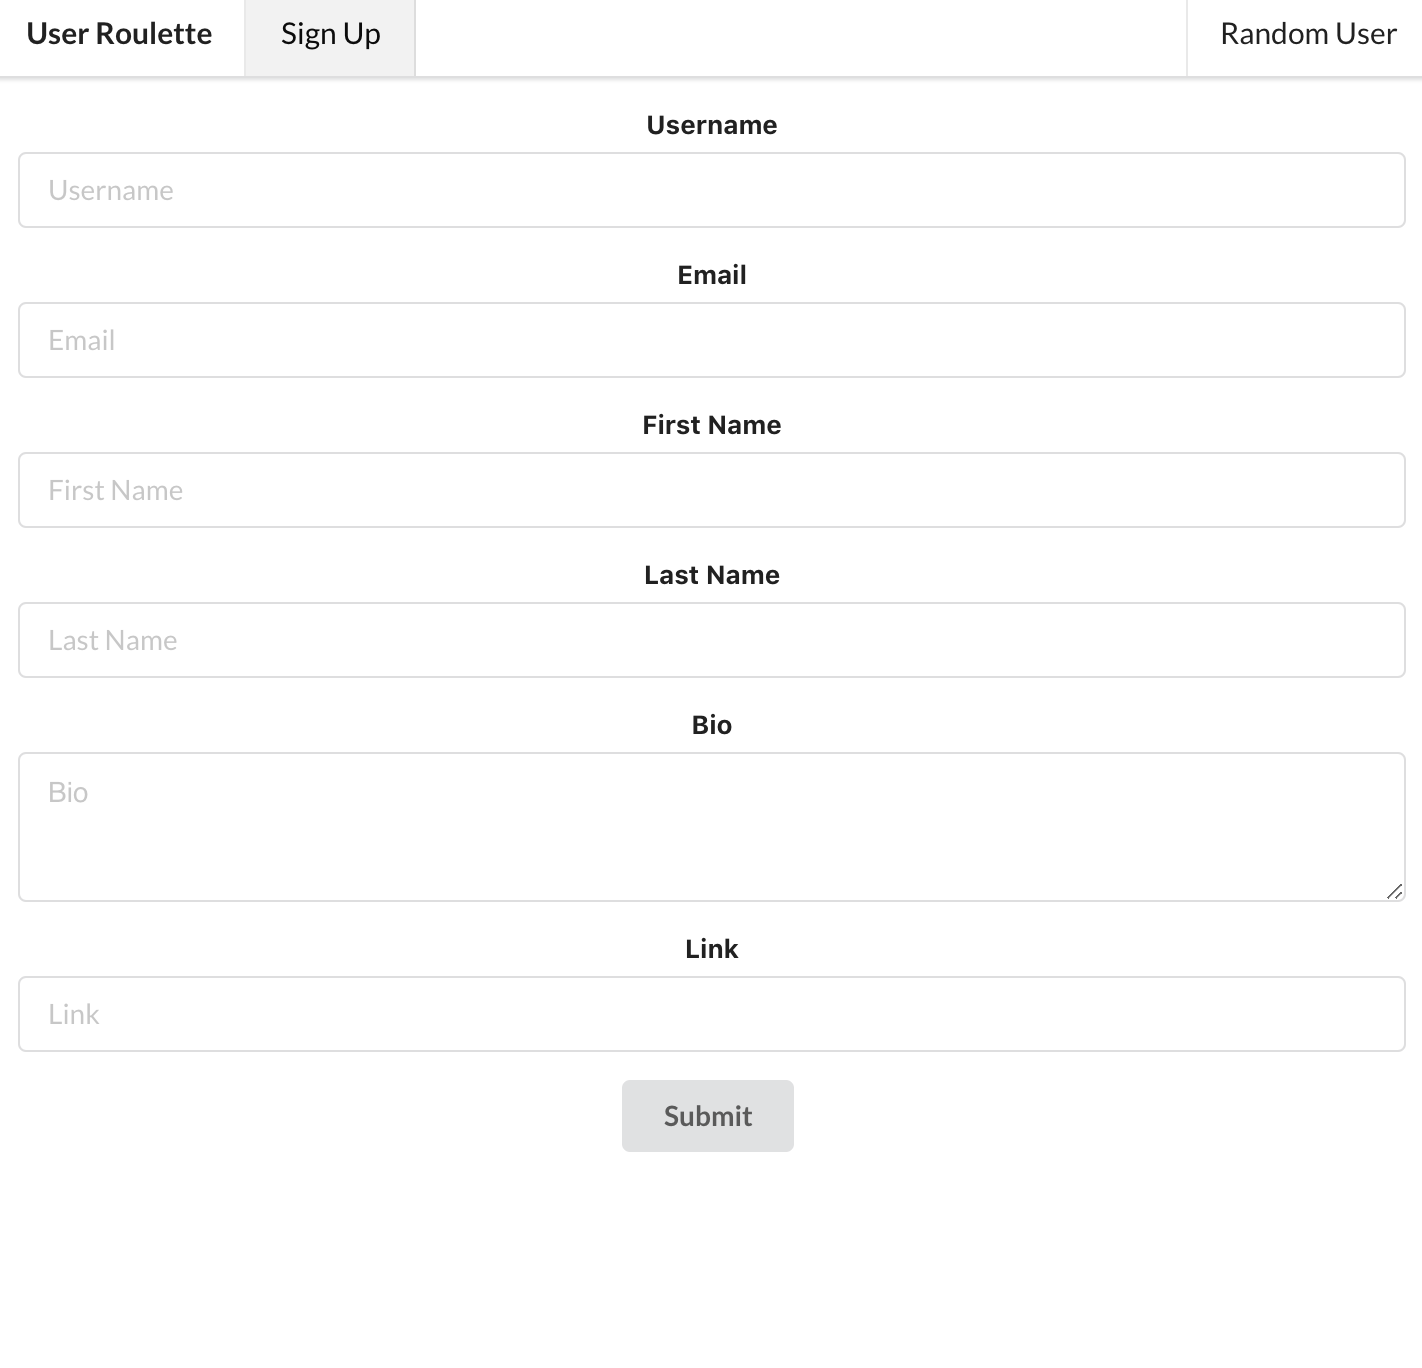 User Roulette Sign Up Random User
Username
Username
Email
Email
First Name
First Name
Last Name
Last Name
Bio
Bio
Link
Link
Submit